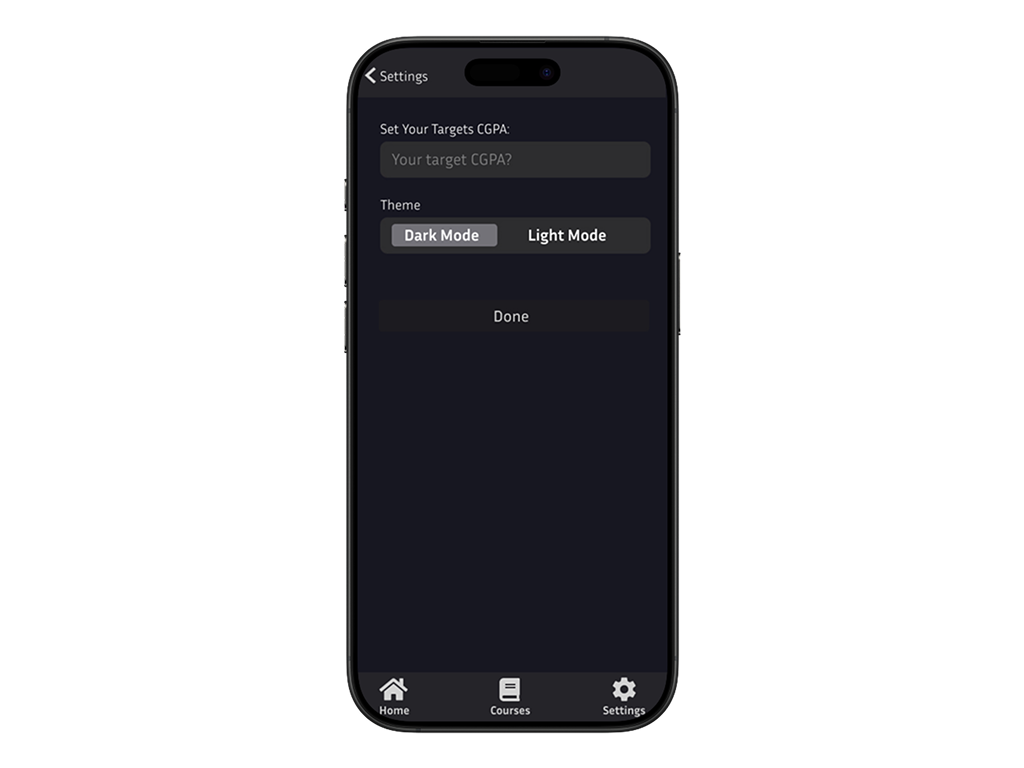 Settings
Set Your Targets CGPA:
Your target CGPA?
Theme
Dark Mode Light Mode
Done
Home Courses Settings